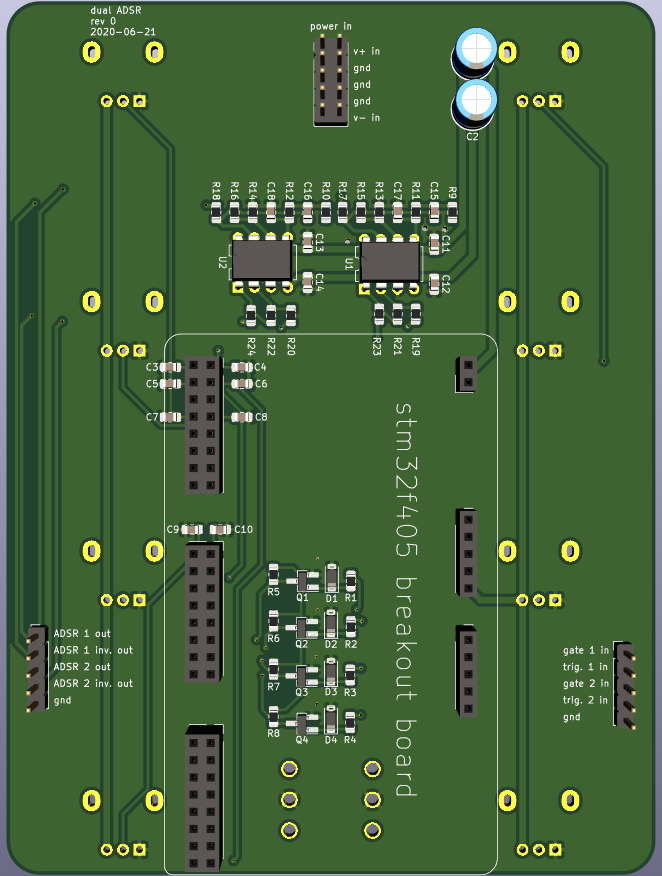 dual ADSR
rev 0
2020-06-21
power in
v+ in
gnd
gnd
gnd
v- in
C2
R18 R16 R14 C18 R12 C16 R10 R17 R15 R13 C17 R11 C15 R9
U2 C13 U1 C11
C14 C12
R24 R22 R20 R23 R21 R19
C3 C4
C5 C6
C7 C8
stm32f405 breakout board
C9 C10
R5 Q1 D1 R1
R6 Q2 D2 R2
R7 Q3 D3 R3
R8 Q4 D4 R4
ADSR 1 out
ADSR 1 inv. out
ADSR 2 out
ADSR 2 inv. out
gnd
gate 1 in
trig. 1 in
gate 2 in
trig. 2 in
gnd